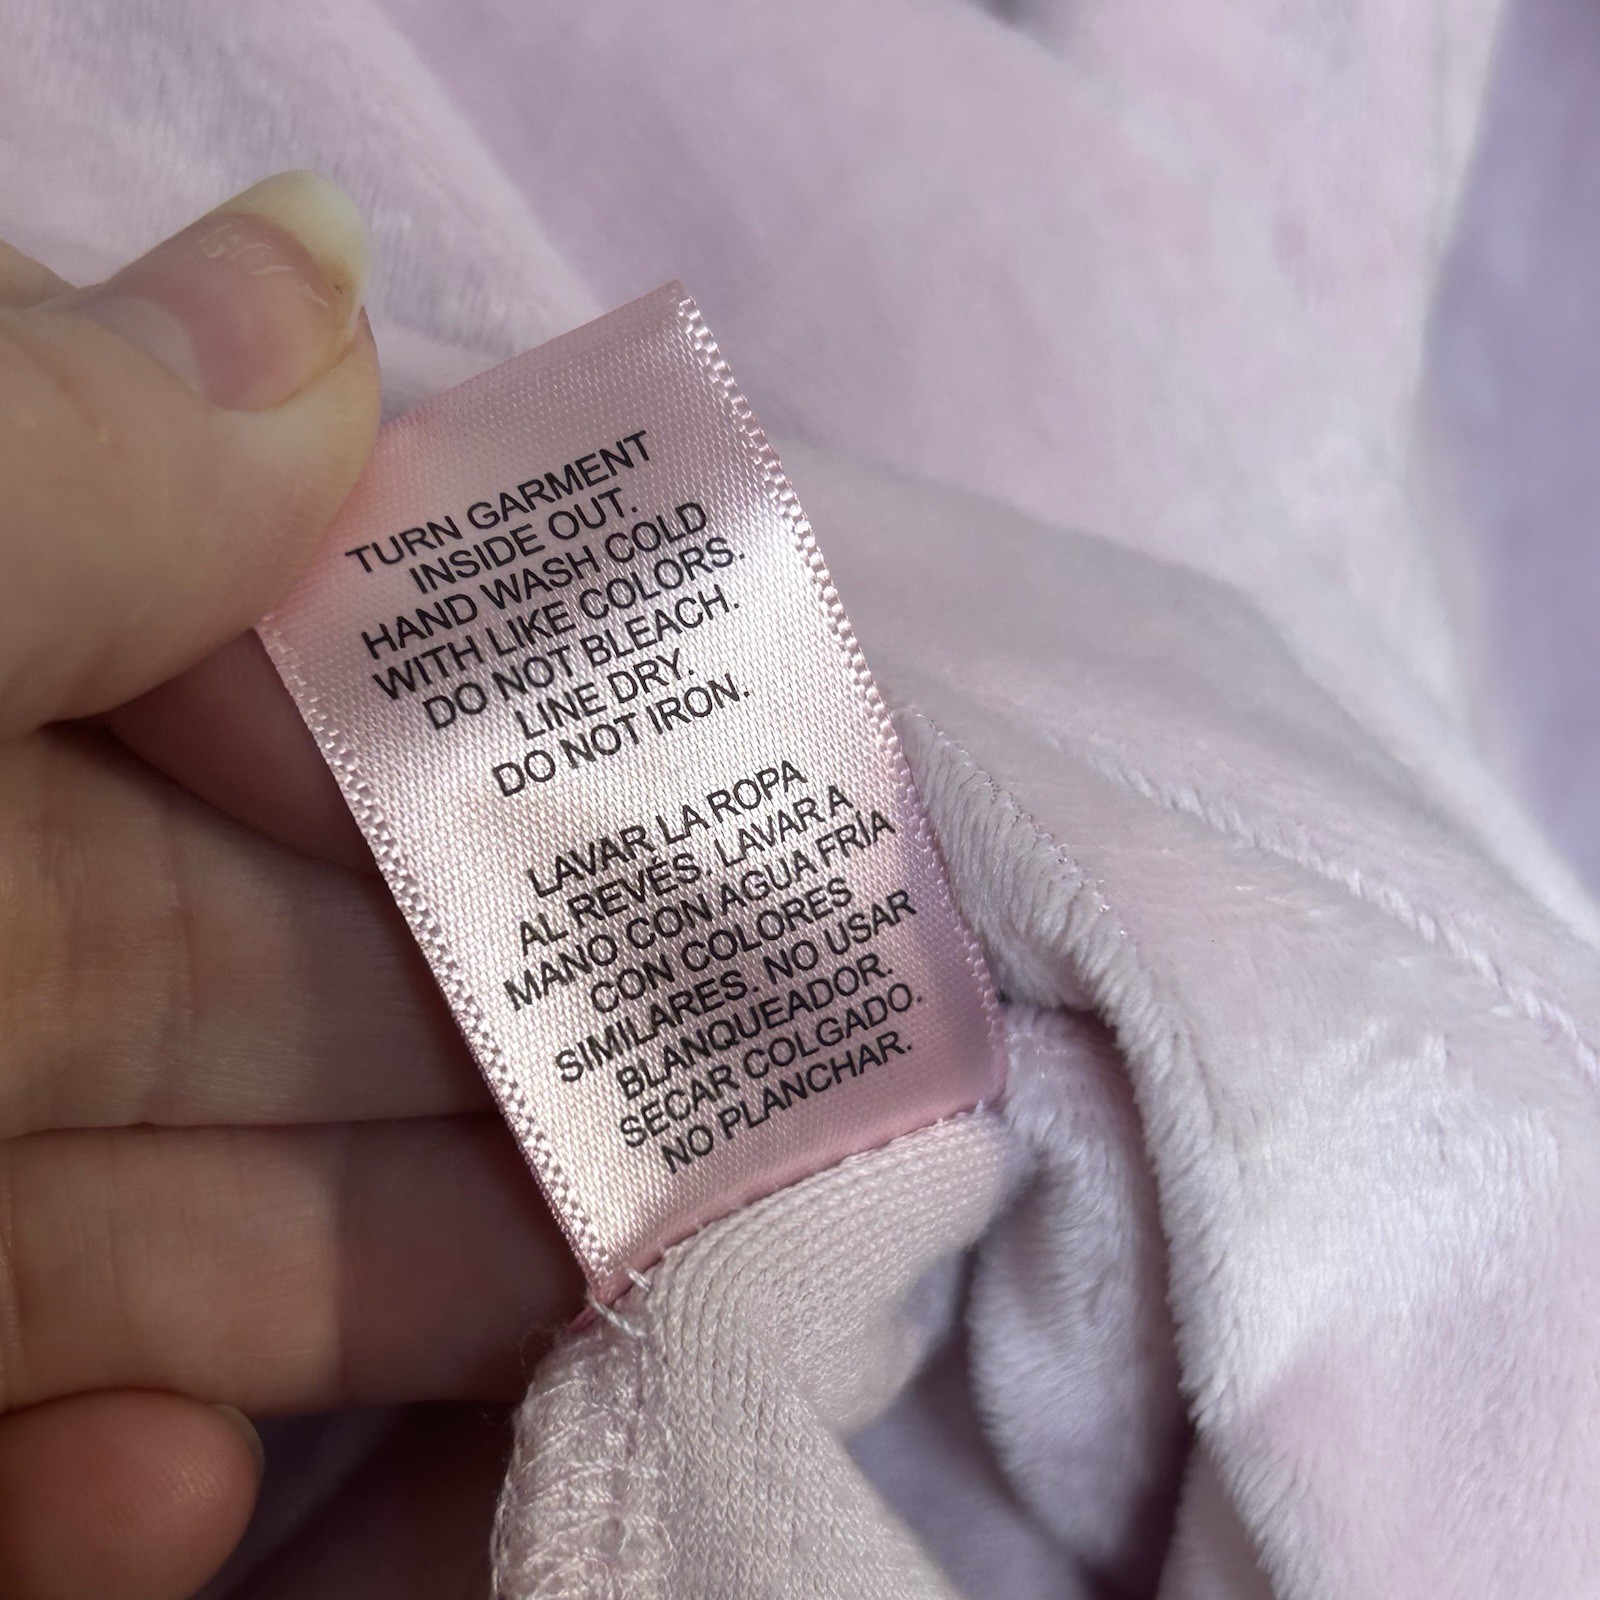 TURN GARMENT
INSIDE OUT.
HAND WASH COLD
WITH LIKE COLORS.
DO NOT BLEACH.
LINE DRY.
DO NOT IRON.
LAVAR LA ROPA
AL REVÉS. LAVAR A
MANO CON AGUA FRÍA
CON COLORES
SIMILARES. NO USAR
BLANQUEADOR.
SECAR COLGADO.
NO PLANCHAR.